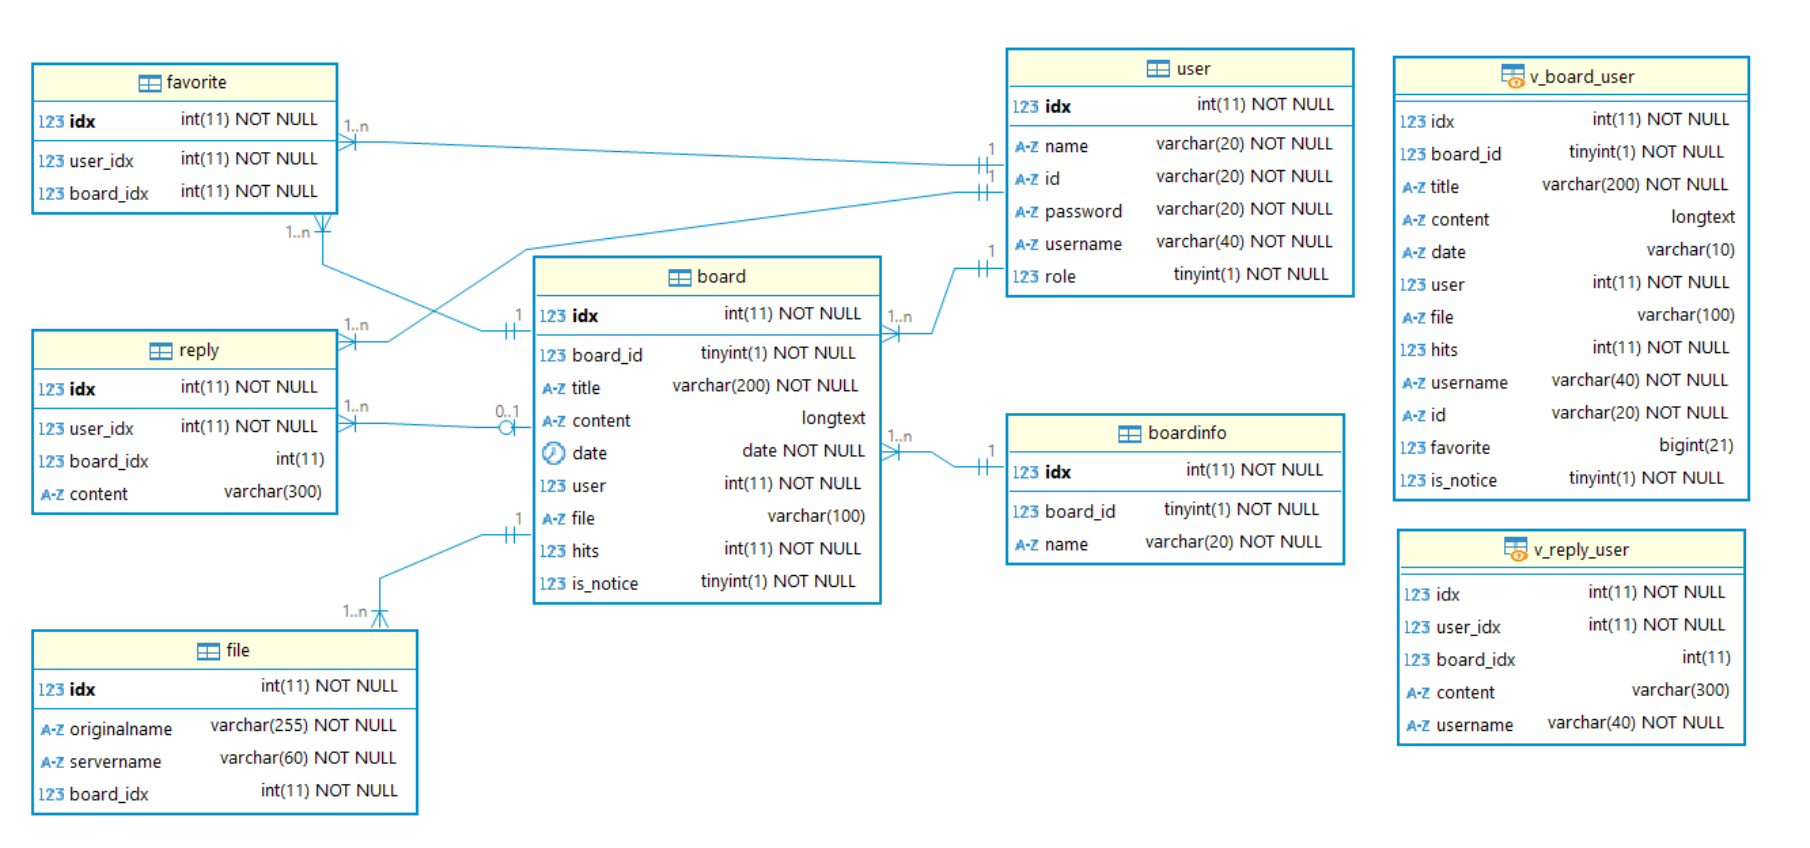 favorite
123 idx int(11) NOT NULL
123 user_idx int(11) NOT NULL
123 board_idx int(11) NOT NULL
1..n
1
1..n
1
user
123 idx int(11) NOT NULL
A-Z name varchar(20) NOT NULL
A-Z id varchar(20) NOT NULL
A-Z password varchar(20) NOT NULL
A-Z username varchar(40) NOT NULL
123 role tinyint(1) NOT NULL
1
1
v_board_user
123 idx int(11) NOT NULL
123 board_id tinyint(1) NOT NULL
A-Z title varchar(200) NOT NULL
A-Z content longtext
A-Z date varchar(10)
123 user int(11) NOT NULL
A-Z file varchar(100)
123 hits int(11) NOT NULL
A-Z username varchar(40) NOT NULL
A-Z id varchar(20) NOT NULL
123 favorite bigint(21)
123 is_notice tinyint(1) NOT NULL
board
123 idx int(11) NOT NULL
123 board_id tinyint(1) NOT NULL
A-Z title varchar(200) NOT NULL
A-Z content longtext
date date NOT NULL
123 user int(11) NOT NULL
A-Z file varchar(100)
123 hits int(11) NOT NULL
123 is_notice tinyint(1) NOT NULL
1..n
1..n
1
reply
123 idx int(11) NOT NULL
123 user_idx int(11) NOT NULL
123 board_idx int(11)
A-Z content varchar(300)
1..n
1..n
0..1
boardinfo
123 idx int(11) NOT NULL
123 board_id tinyint(1) NOT NULL
A-Z name varchar(20) NOT NULL
1
1..n
file
123 idx int(11) NOT NULL
A-Z originalname varchar(255) NOT NULL
A-Z servername varchar(60) NOT NULL
123 board_idx int(11) NOT NULL
v_reply_user
123 idx int(11) NOT NULL
123 user_idx int(11) NOT NULL
123 board_idx int(11)
A-Z content varchar(300)
A-Z username varchar(40) NOT NULL